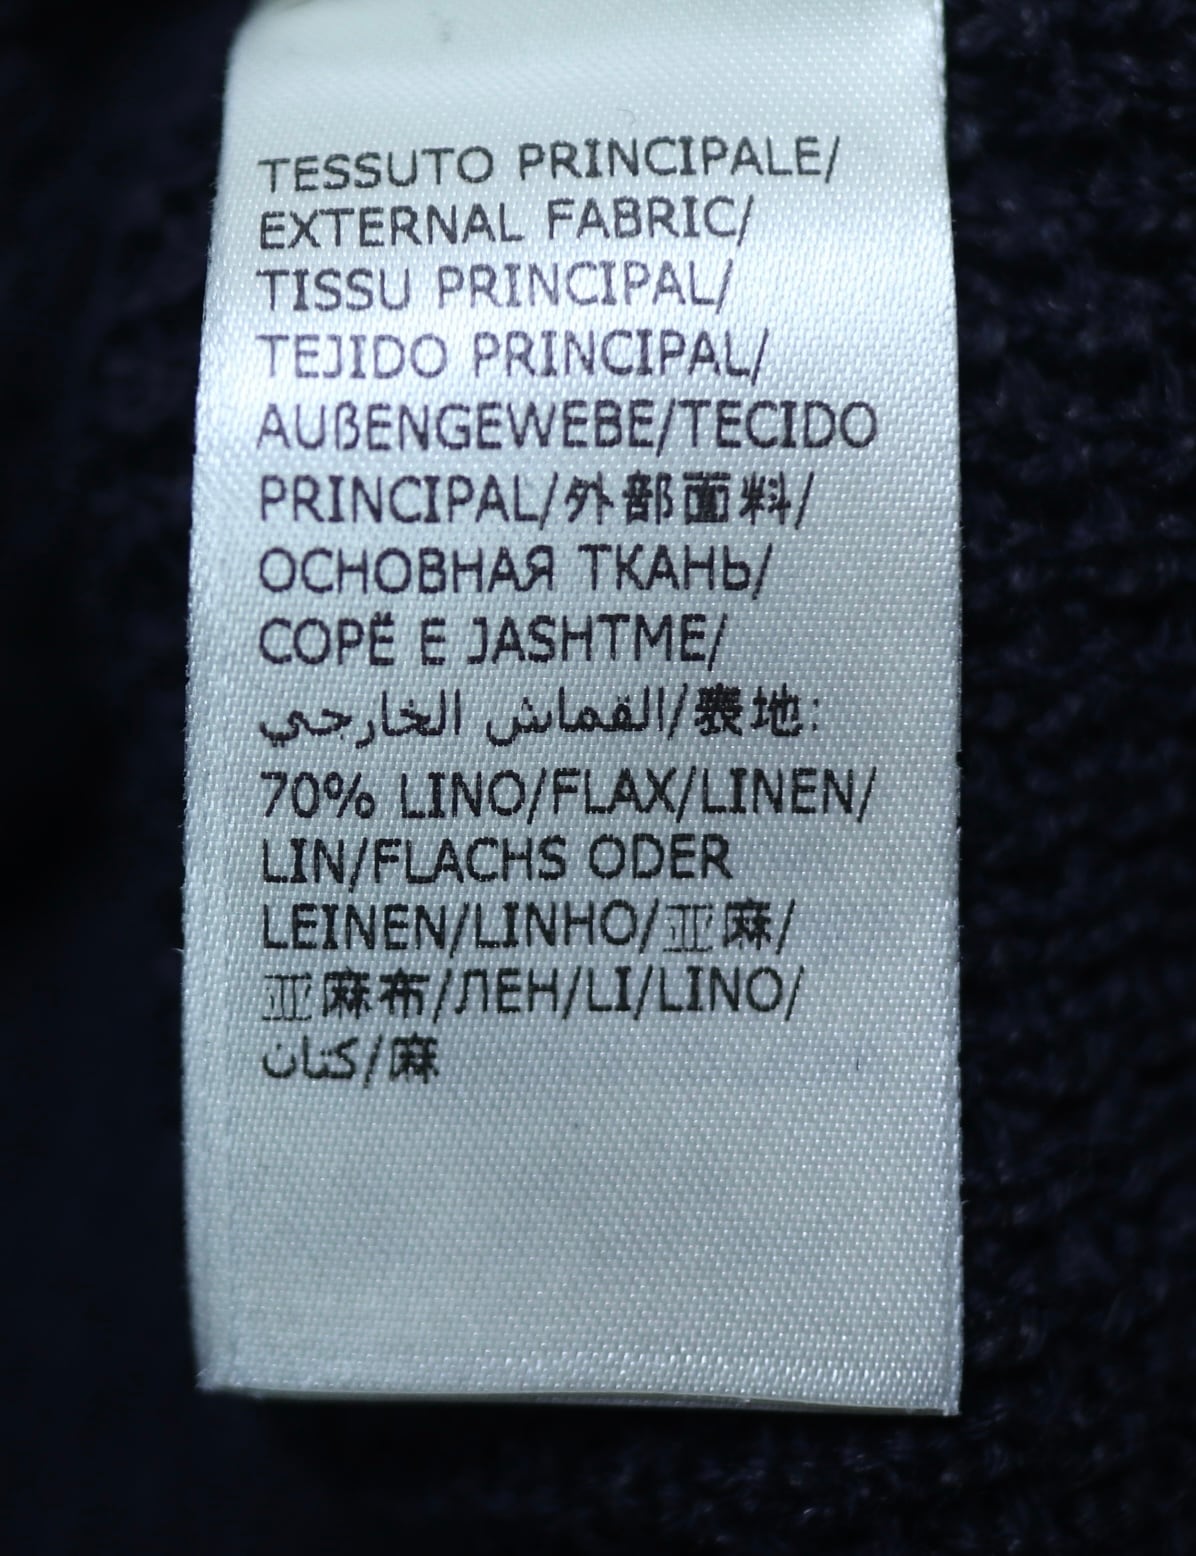 TESSUTO PRINCIPALE/
EXTERNAL FABRIC/
TISSU PRINCIPAL/
TEJIDO PRINCIPAL/
AUßENGEWEBE/TECIDO
PRINCIPAL/外部面料/
ОСНОВНАЯ ТКАНЬ/
COPË E JASHTME/
القماش الخارجي/表地:
70% LINO/FLAX/LINEN/
LIN/FLACHS ODER
LEINEN/LINHO/亚麻/
亚麻布/ЛЕН/LI/LINO/
كتان/麻